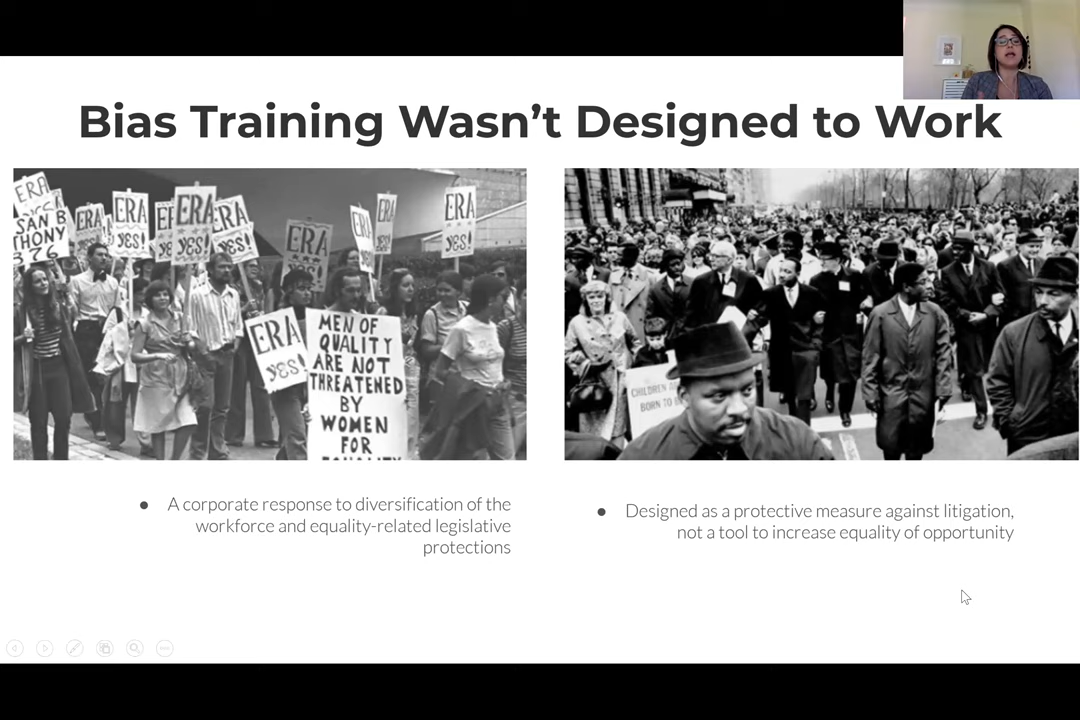 Bias Training Wasn't Designed to Work
ERA
SAN B
THONY
376
ERA
ERA
YES!
ERA
YES!
ERA
YES!
ERA
ERA
ERA
YES!
ERA
YES!
MEN OF
QUALITY
ARE NOT
THREATENED
BY
WOMEN
FOR
EQUALITY
CHILDREN
BORN TO
● A corporate response to diversification of the
workforce and equality-related legislative
protections
● Designed as a protective measure against litigation,
not a tool to increase equality of opportunity